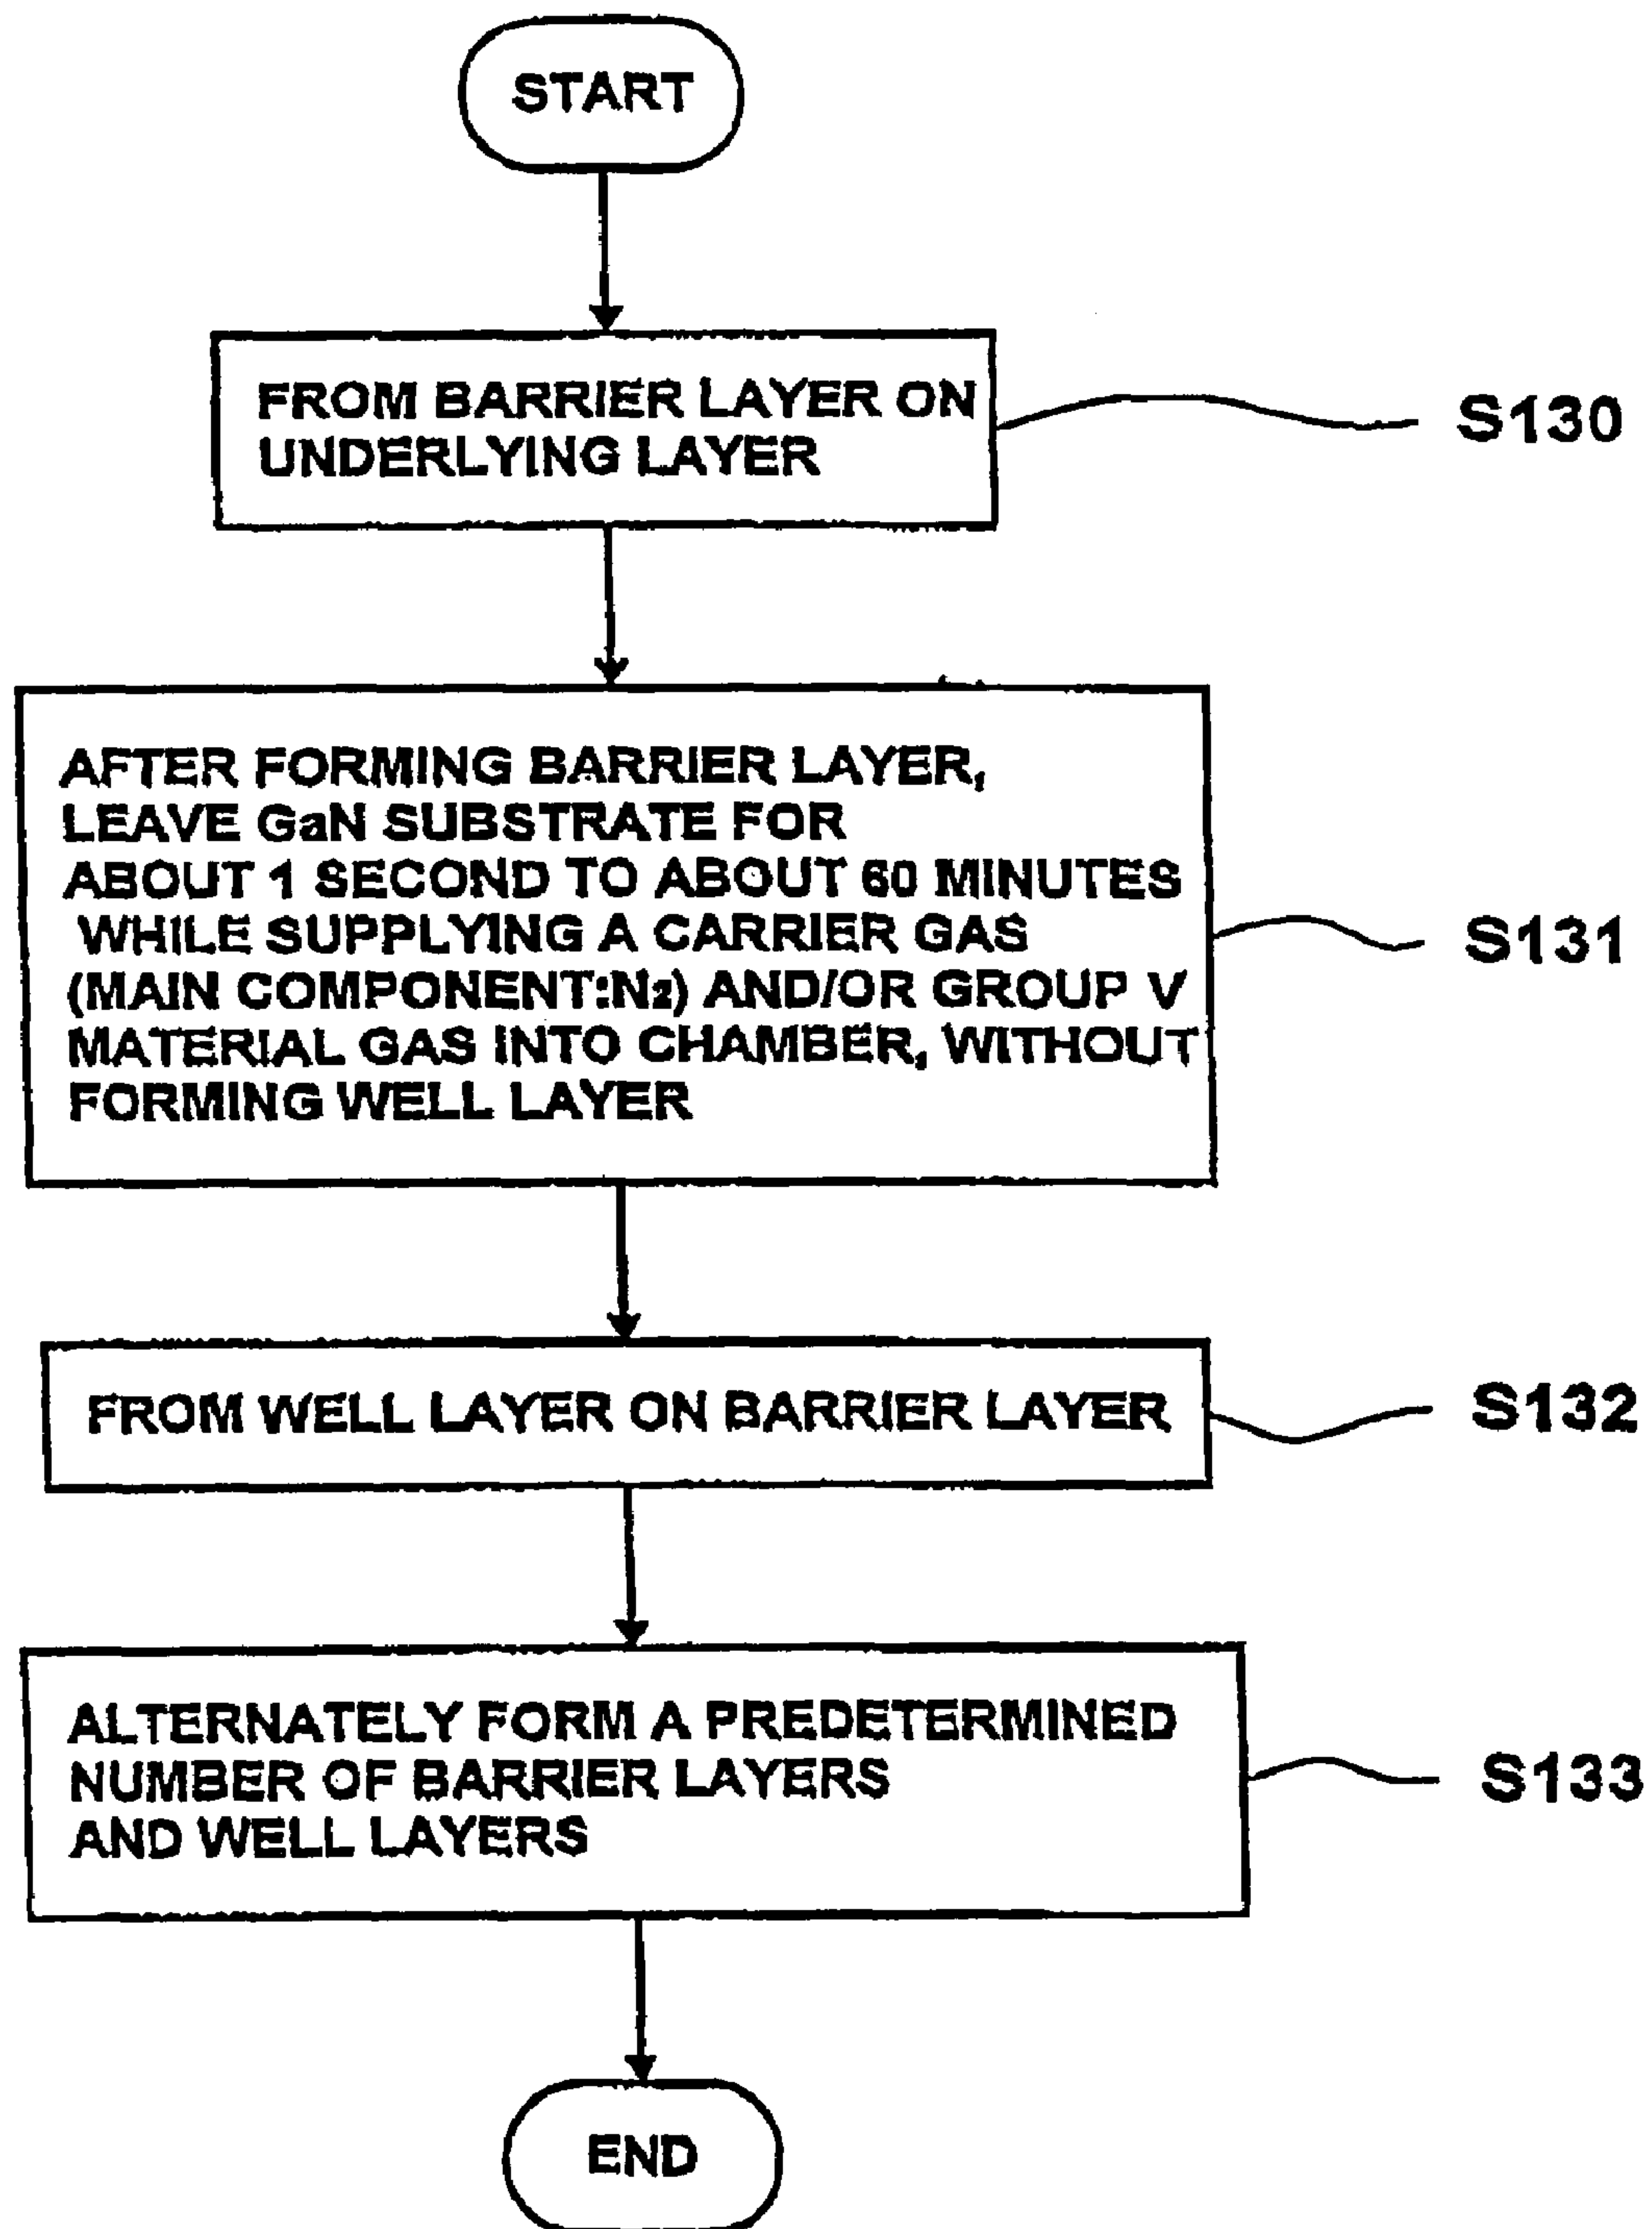 START
FROM BARRIER LAYER ON
UNDERLYING LAYER
S130
AFTER FORMING BARRIER LAYER,
LEAVE GaN SUBSTRATE FOR
ABOUT 1 SECOND TO ABOUT 60 MINUTES
WHILE SUPPLYING A CARRIER GAS
(MAIN COMPONENT:N₂) AND/OR GROUP V
MATERIAL GAS INTO CHAMBER, WITHOUT
FORMING WELL LAYER
S131
FROM WELL LAYER ON BARRIER LAYER
S132
ALTERNATELY FORM A PREDETERMINED
NUMBER OF BARRIER LAYERS
AND WELL LAYERS
S133
END